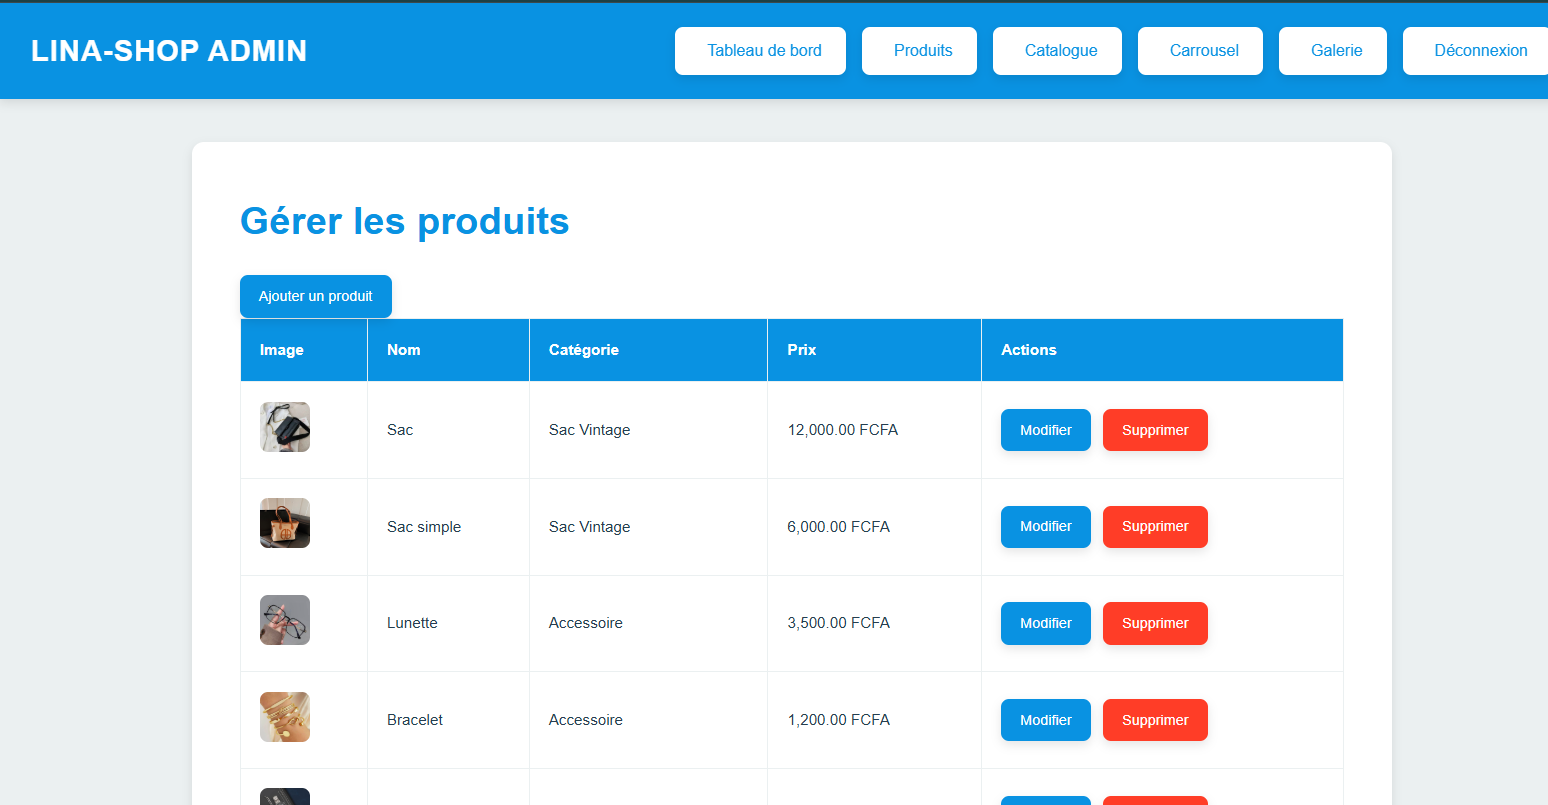 LINA-SHOP ADMIN
Tableau de bord
Produits
Catalogue
Carrousel
Galerie
Déconnexion
Gérer les produits
Ajouter un produit
Image Nom Catégorie Prix Actions
Sac Sac Vintage 12,000.00 FCFA Modifier Supprimer
Sac simple Sac Vintage 6,000.00 FCFA Modifier Supprimer
Lunette Accessoire 3,500.00 FCFA Modifier Supprimer
Bracelet Accessoire 1,200.00 FCFA Modifier Supprimer